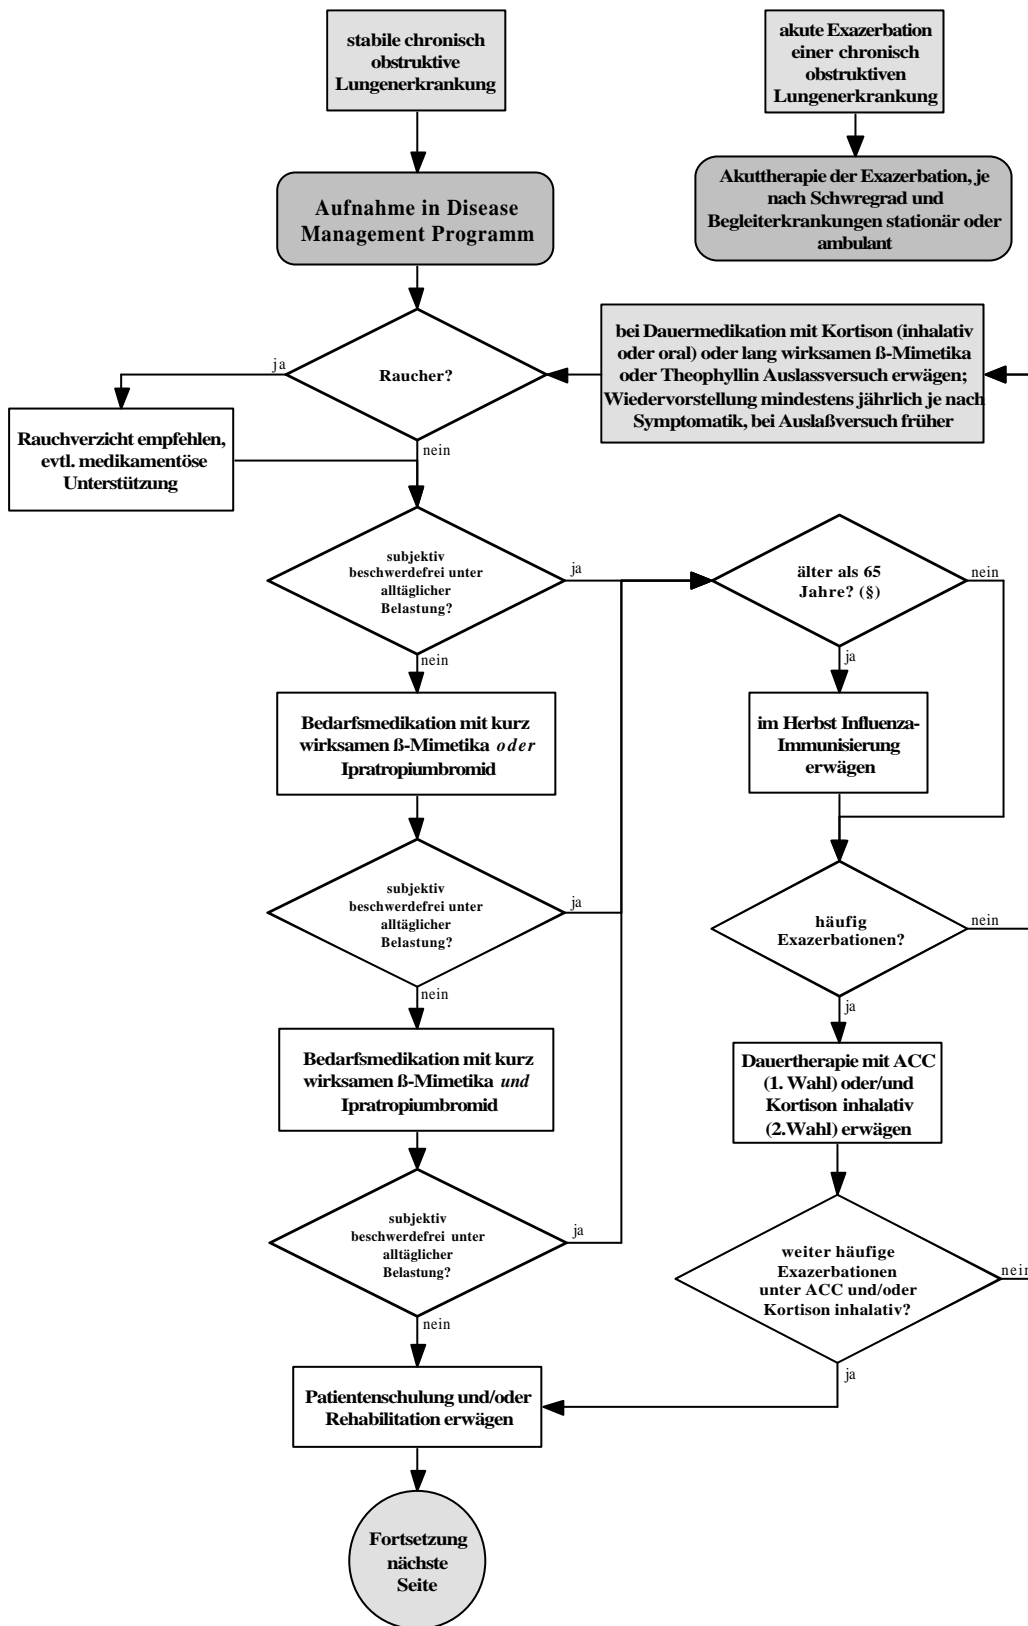 stabile chronisch
obstruktive
Lungenerkrankung
akute Exazerbation
einer chronisch
obstruktiven
Lungenerkrankung
Aufnahme in Disease
Management Programm
Akuttherapie der Exazerbation, je
nach Schwregrad und
Begleiterkrankungen stationär oder
ambulant
Raucher?
ja
nein
bei Dauermedikation mit Kortison (inhalativ
oder oral) oder lang wirksamen ß-Mimetika
oder Theophyllin Auslassversuch erwägen;
Wiedervorstellung mindestens jährlich je nach
Symptomatik, bei Auslaßversuch früher
Rauchverzicht empfehlen,
evtl. medikamentöse
Unterstützung
subjektiv
beschwerdefrei unter
alltäglicher
Belastung?
ja
nein
älter als 65
Jahre? (§)
nein
ja
Bedarfsmedikation mit kurz
wirksamen ß-Mimetika oder
Ipratropiumbromid
im Herbst Influenza-
Immunisierung
erwägen
subjektiv
beschwerdefrei unter
alltäglicher
Belastung?
ja
nein
häufig
Exazerbationen?
nein
ja
Bedarfsmedikation mit kurz
wirksamen ß-Mimetika und
Ipratropiumbromid
Dauertherapie mit ACC
(1. Wahl) oder/und
Kortison inhalativ
(2.Wahl) erwägen
subjektiv
beschwerdefrei unter
alltäglicher
Belastung?
ja
nein
weiter häufige
Exazerbationen
unter ACC und/oder
Kortison inhalativ?
nein
ja
Patientenschulung und/oder
Rehabilitation erwägen
Fortsetzung
nächste
Seite